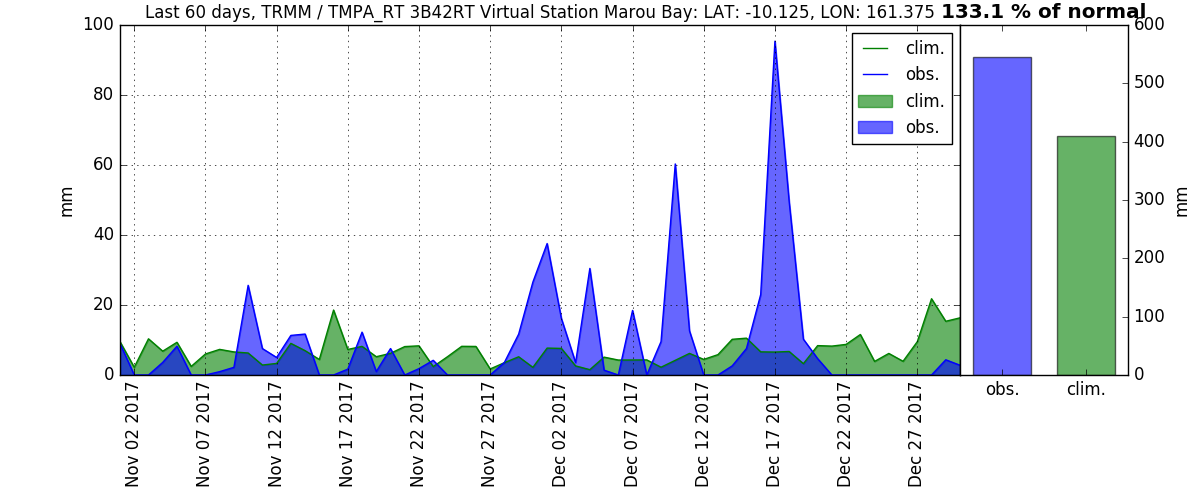 Last 60 days, TRMM / TMPA_RT 3B42RT Virtual Station Marou Bay: LAT: -10.125, LON: 161.375 133.1 % of normal
100
80
60
40
20
0
mm
clim.
obs.
clim.
obs.
600
500
400
300
200
100
0
mm
Nov 02 2017
Nov 07 2017
Nov 12 2017
Nov 17 2017
Nov 22 2017
Nov 27 2017
Dec 02 2017
Dec 07 2017
Dec 12 2017
Dec 17 2017
Dec 22 2017
Dec 27 2017
obs.
clim.